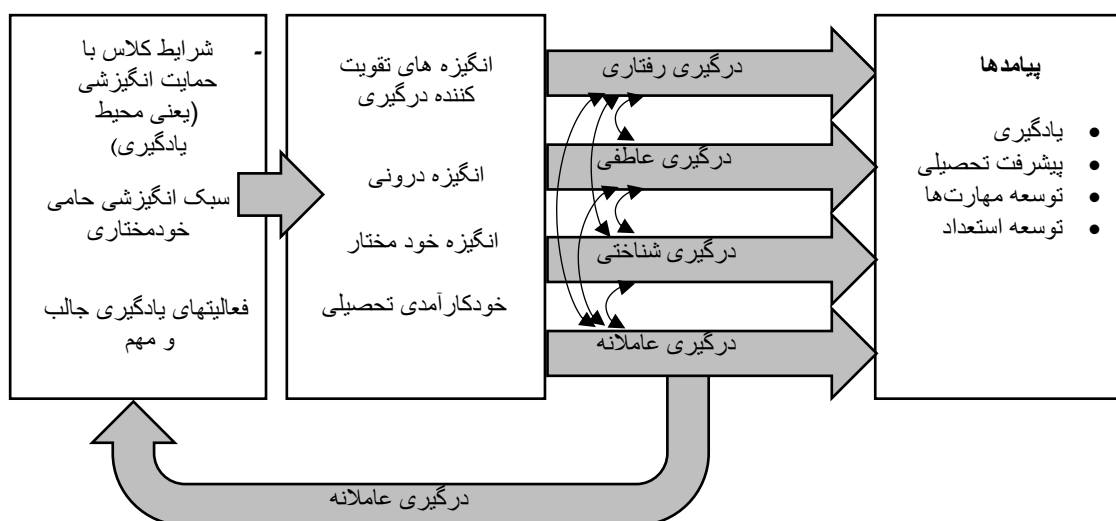 - شرایط کلاس با
حمایت انگیزشی
(یعنی محیط
یادگیری)
سبک انگیزشی حامی
خودمختاری
فعالیتهای یادگیری جالب
و مهم
انگیزه های تقویت
کننده درگیری
انگیزه درونی
انگیزه خود مختار
خودکارآمدی تحصیلی
درگیری رفتاری
درگیری عاطفی
درگیری شناختی
درگیری عاملانه
پیامدها
• یادگیری
• پیشرفت تحصیلی
• توسعه مهارت‌ها
• توسعه استعداد
درگیری عاملانه